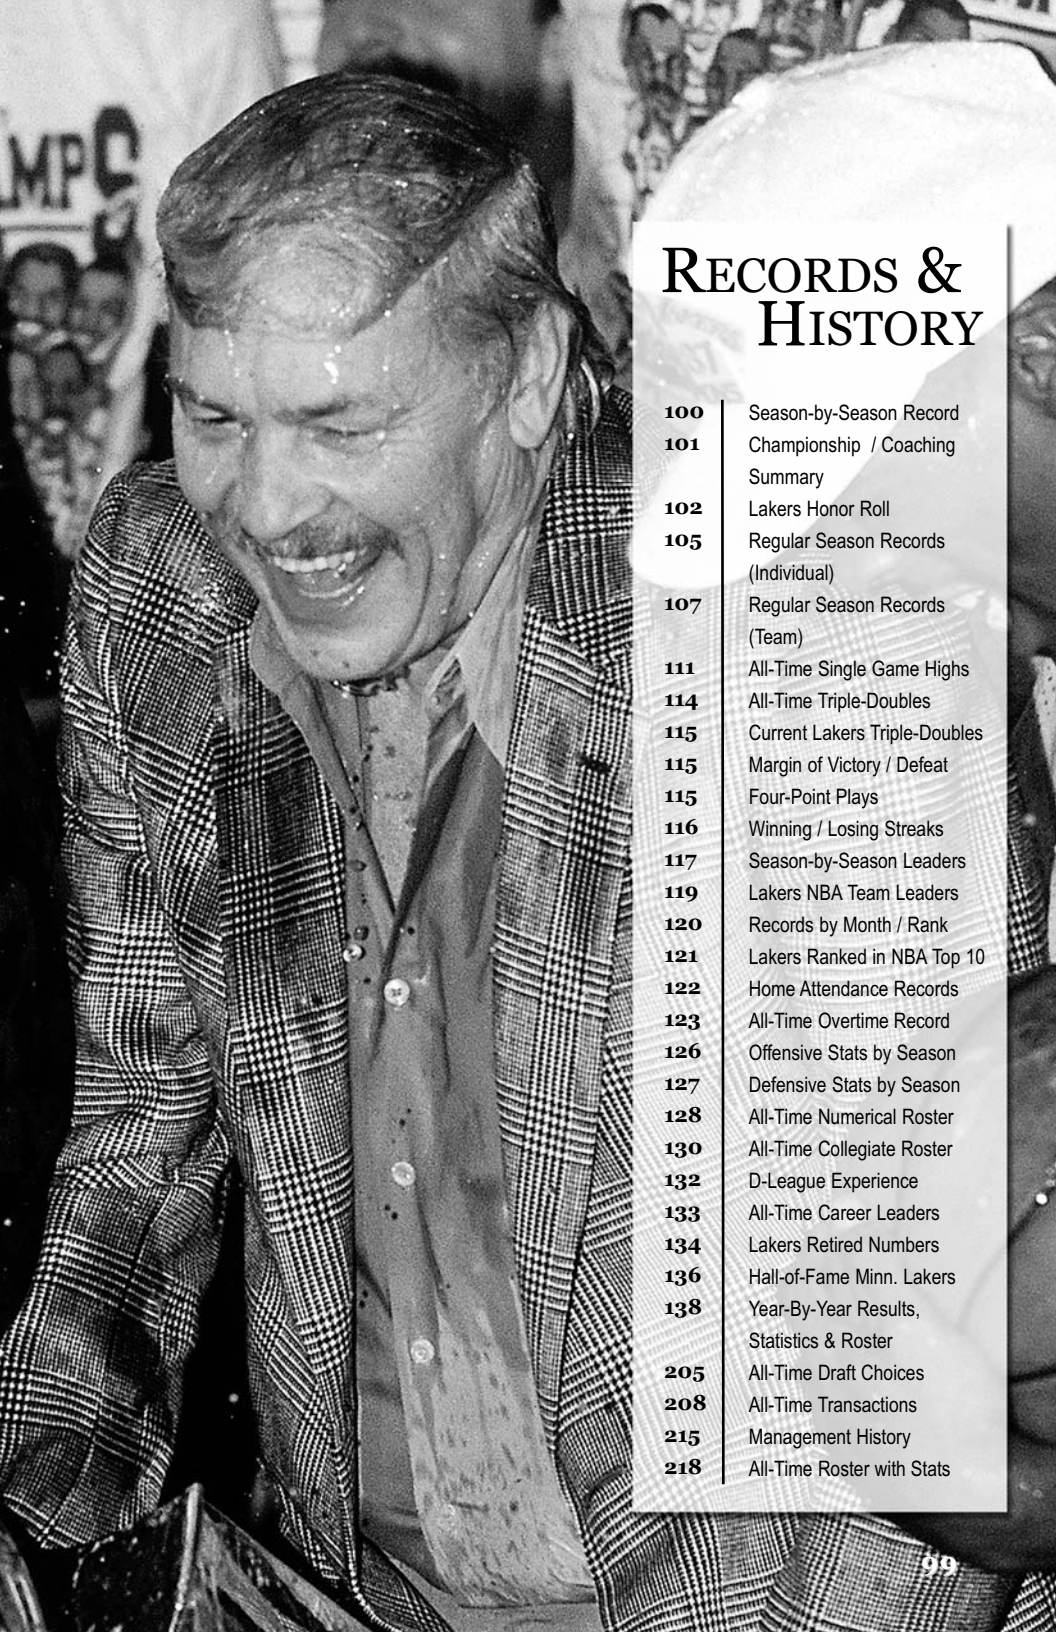 RECORDS &
HISTORY
100 Season-by-Season Record
101 Championship / Coaching
Summary
102 Lakers Honor Roll
105 Regular Season Records
(Individual)
107 Regular Season Records
(Team)
111 All-Time Single Game Highs
114 All-Time Triple-Doubles
115 Current Lakers Triple-Doubles
115 Margin of Victory / Defeat
115 Four-Point Plays
116 Winning / Losing Streaks
117 Season-by-Season Leaders
119 Lakers NBA Team Leaders
120 Records by Month / Rank
121 Lakers Ranked in NBA Top 10
122 Home Attendance Records
123 All-Time Overtime Record
126 Offensive Stats by Season
127 Defensive Stats by Season
128 All-Time Numerical Roster
130 All-Time Collegiate Roster
132 D-League Experience
133 All-Time Career Leaders
134 Lakers Retired Numbers
136 Hall-of-Fame Minn. Lakers
138 Year-By-Year Results,
Statistics & Roster
205 All-Time Draft Choices
208 All-Time Transactions
215 Management History
218 All-Time Roster with Stats
99